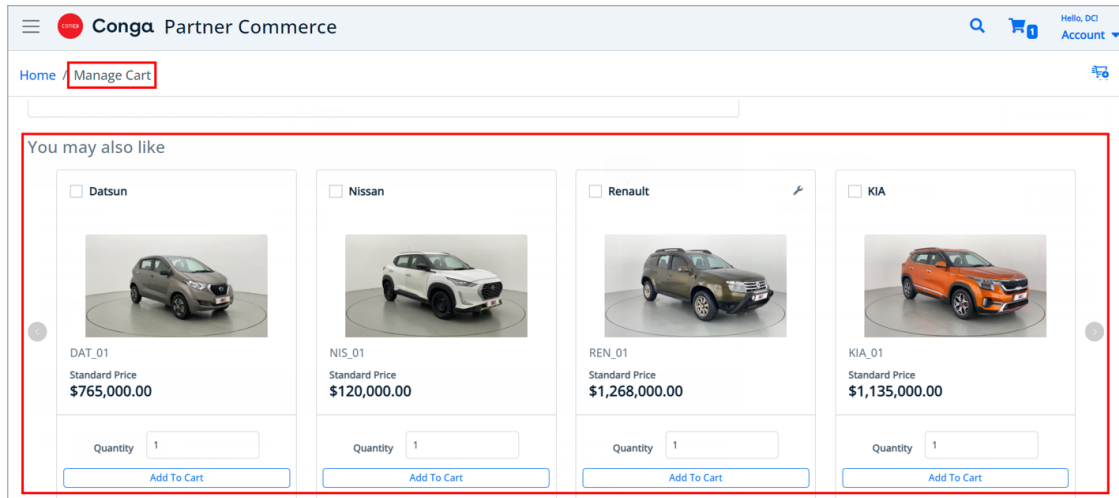 conga Conga Partner Commerce
1
Hello, DC!
Account
Home / Manage Cart
You may also like
Datsun
Nissan
Renault
KIA
DAT_01
NIS_01
REN_01
KIA_01
Standard Price
Standard Price
Standard Price
Standard Price
$765,000.00
$120,000.00
$1,268,000.00
$1,135,000.00
Quantity 1
Quantity 1
Quantity 1
Quantity 1
Add To Cart
Add To Cart
Add To Cart
Add To Cart